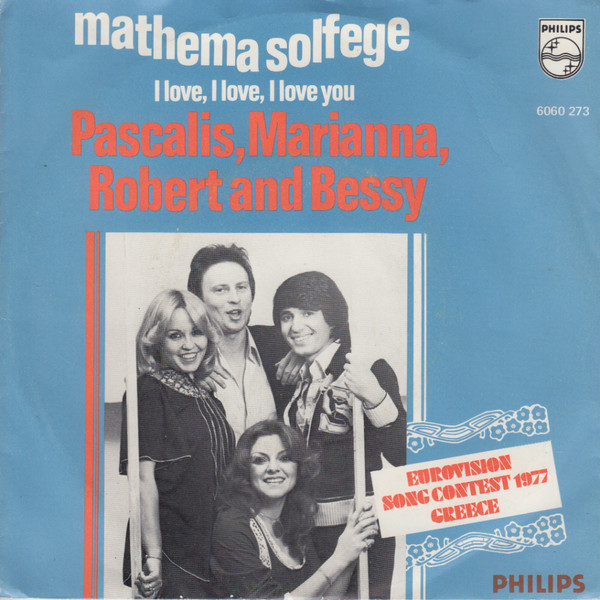 mathema solfege
I love, I love, I love you
Pascalis, Marianna,
Robert and Bessy
PHILIPS
6060 273
EUROVISION
SONG CONTEST 1977
GREECE
PHILIPS